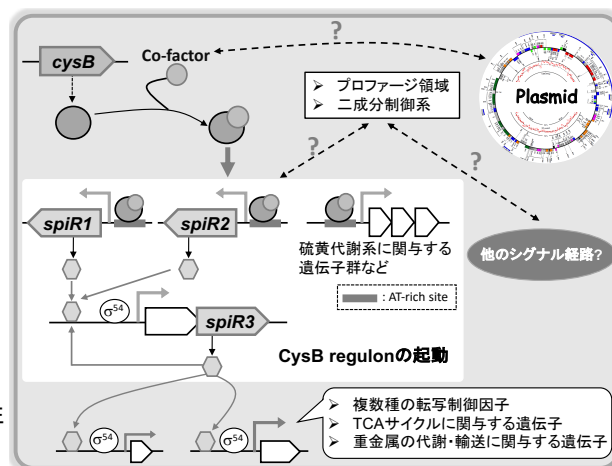 cysB
Co-factor
?
Plasmid
➢ プロファージ領域
➢ 二成分制御系
?
?
spiR1
spiR2
硫黄代謝系に関与する
遺伝子群など
他のシグナル経路?
: AT-rich site
σ54
spiR3
CysB regulonの起動
➢ 複数種の転写制御因子
➢ TCAサイクルに関与する遺伝子
➢ 重金属の代謝・輸送に関与する遺伝子
σ54
σ54